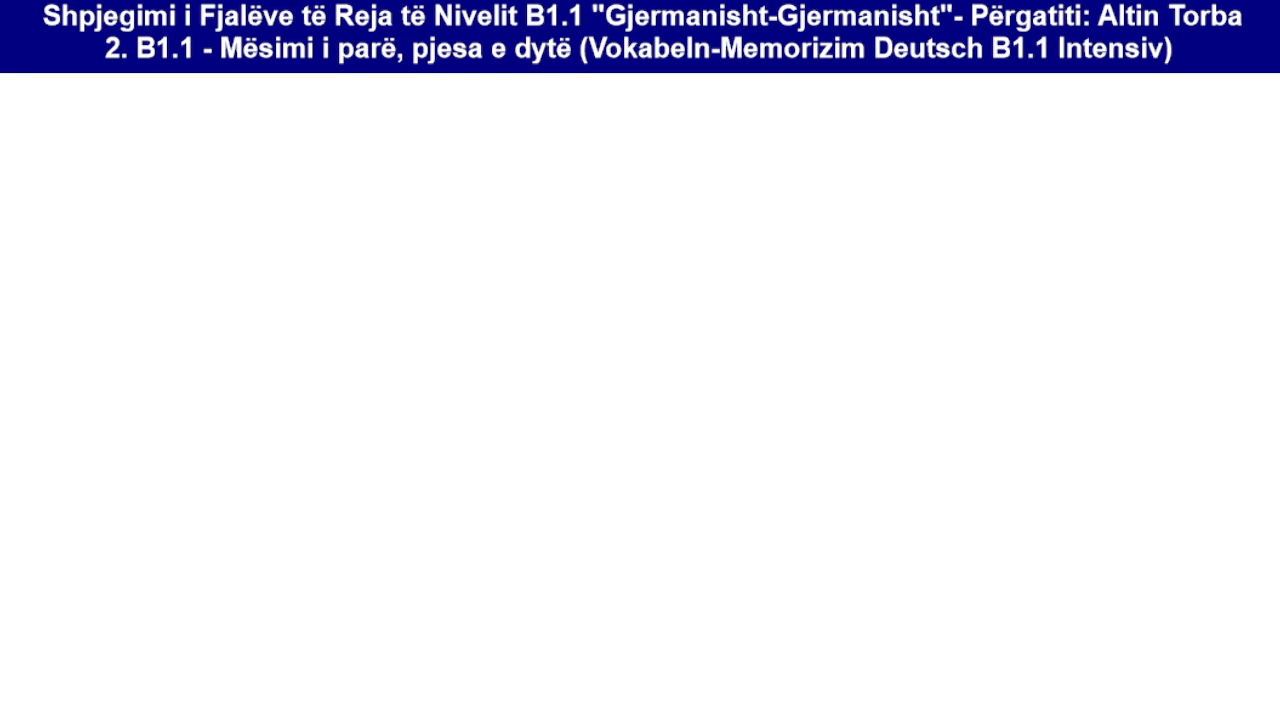 Shpjegimi i Fjalëve të Reja të Nivelit B1.1 "Gjermanisht-Gjermanisht"- Përgatiti: Altin Torba
2. B1.1 - Mësimi i parë, pjesa e dytë (Vokabeln-Memorizim Deutsch B1.1 Intensiv)